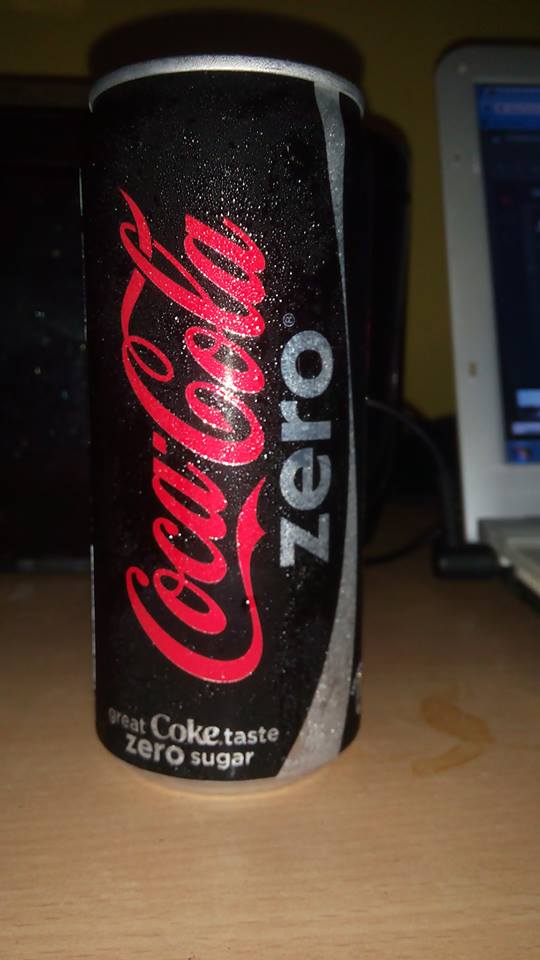 Coca-Cola
zero®
great Coke taste
zero sugar